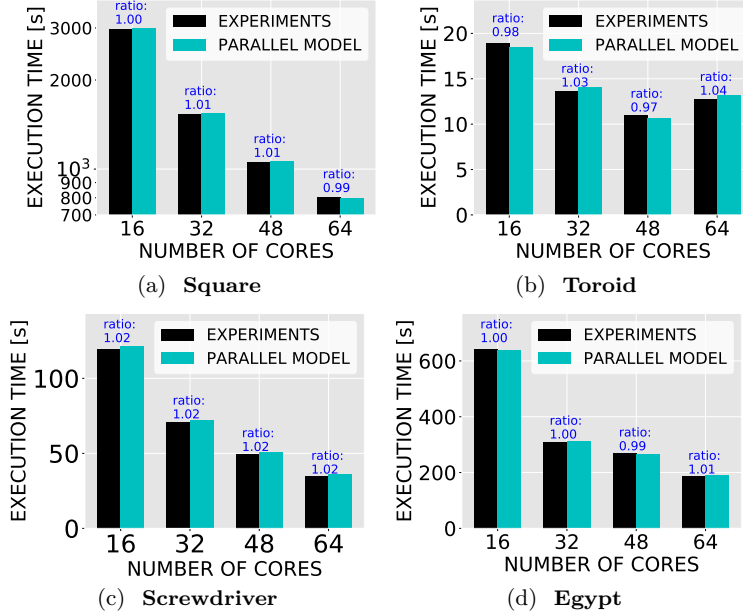 EXECUTION TIME [s]
3000
2000
10³
900
800
700
ratio:
1.00
ratio:
1.01
ratio:
1.01
ratio:
0.99
EXPERIMENTS
PARALLEL MODEL
16 32 48 64
NUMBER OF CORES
(a) Square
EXECUTION TIME [s]
20
15
10
5
0
ratio:
0.98
ratio:
1.03
ratio:
0.97
ratio:
1.04
EXPERIMENTS
PARALLEL MODEL
16 32 48 64
NUMBER OF CORES
(b) Toroid
EXECUTION TIME [s]
100
50
0
ratio:
1.02
ratio:
1.02
ratio:
1.02
ratio:
1.02
EXPERIMENTS
PARALLEL MODEL
16 32 48 64
NUMBER OF CORES
(c) Screwdriver
EXECUTION TIME [s]
600
400
200
0
ratio:
1.00
ratio:
1.00
ratio:
0.99
ratio:
1.01
EXPERIMENTS
PARALLEL MODEL
16 32 48 64
NUMBER OF CORES
(d) Egypt